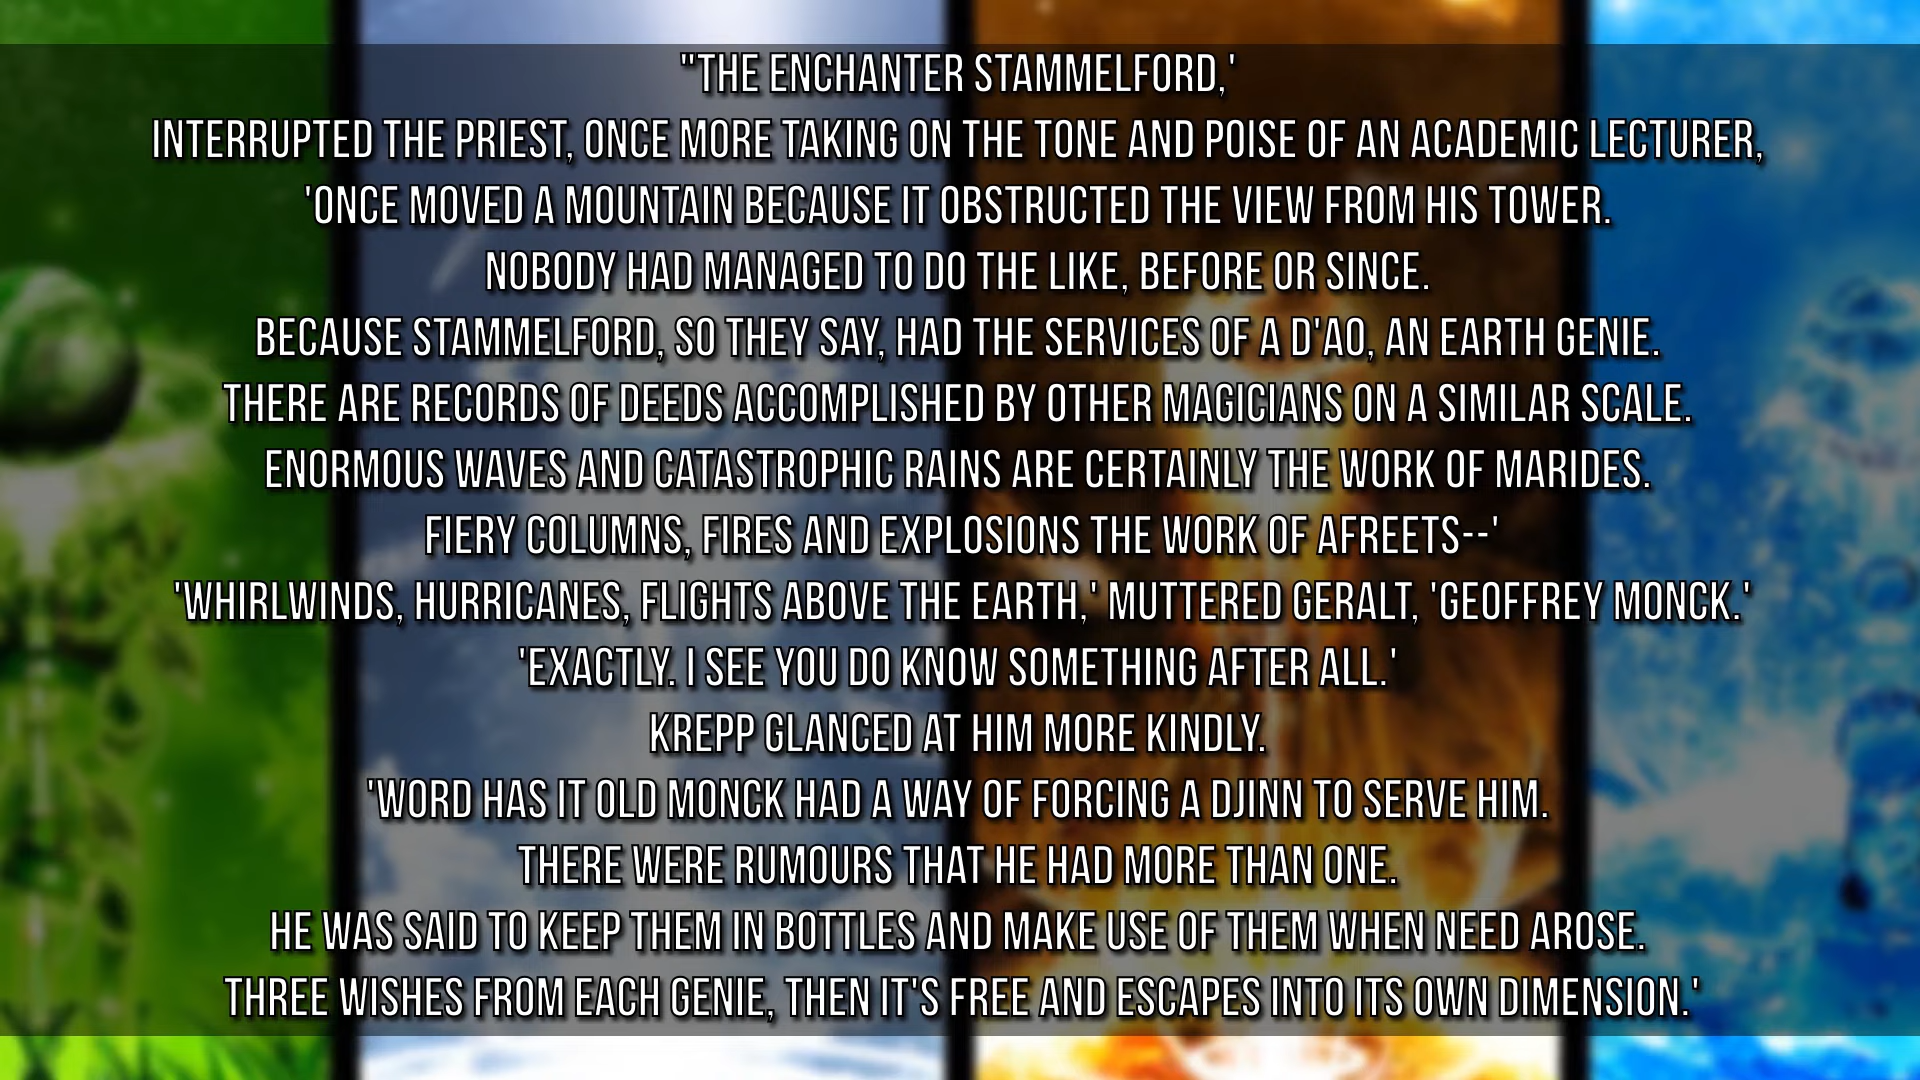 "THE ENCHANTER STAMMELFORD,'
INTERRUPTED THE PRIEST, ONCE MORE TAKING ON THE TONE AND POISE OF AN ACADEMIC LECTURER,
'ONCE MOVED A MOUNTAIN BECAUSE IT OBSTRUCTED THE VIEW FROM HIS TOWER.
NOBODY HAD MANAGED TO DO THE LIKE, BEFORE OR SINCE.
BECAUSE STAMMELFORD, SO THEY SAY, HAD THE SERVICES OF A D'AO, AN EARTH GENIE.
THERE ARE RECORDS OF DEEDS ACCOMPLISHED BY OTHER MAGICIANS ON A SIMILAR SCALE.
ENORMOUS WAVES AND CATASTROPHIC RAINS ARE CERTAINLY THE WORK OF MARIDES.
FIERY COLUMNS, FIRES AND EXPLOSIONS THE WORK OF AFREETS--'
'WHIRLWINDS, HURRICANES, FLIGHTS ABOVE THE EARTH,' MUTTERED GERALT, 'GEOFFREY MONCK.'
'EXACTLY. I SEE YOU DO KNOW SOMETHING AFTER ALL.'
KREPP GLANCED AT HIM MORE KINDLY.
'WORD HAS IT OLD MONCK HAD A WAY OF FORCING A DJINN TO SERVE HIM.
THERE WERE RUMOURS THAT HE HAD MORE THAN ONE.
HE WAS SAID TO KEEP THEM IN BOTTLES AND MAKE USE OF THEM WHEN NEED AROSE.
THREE WISHES FROM EACH GENIE, THEN IT'S FREE AND ESCAPES INTO ITS OWN DIMENSION.'